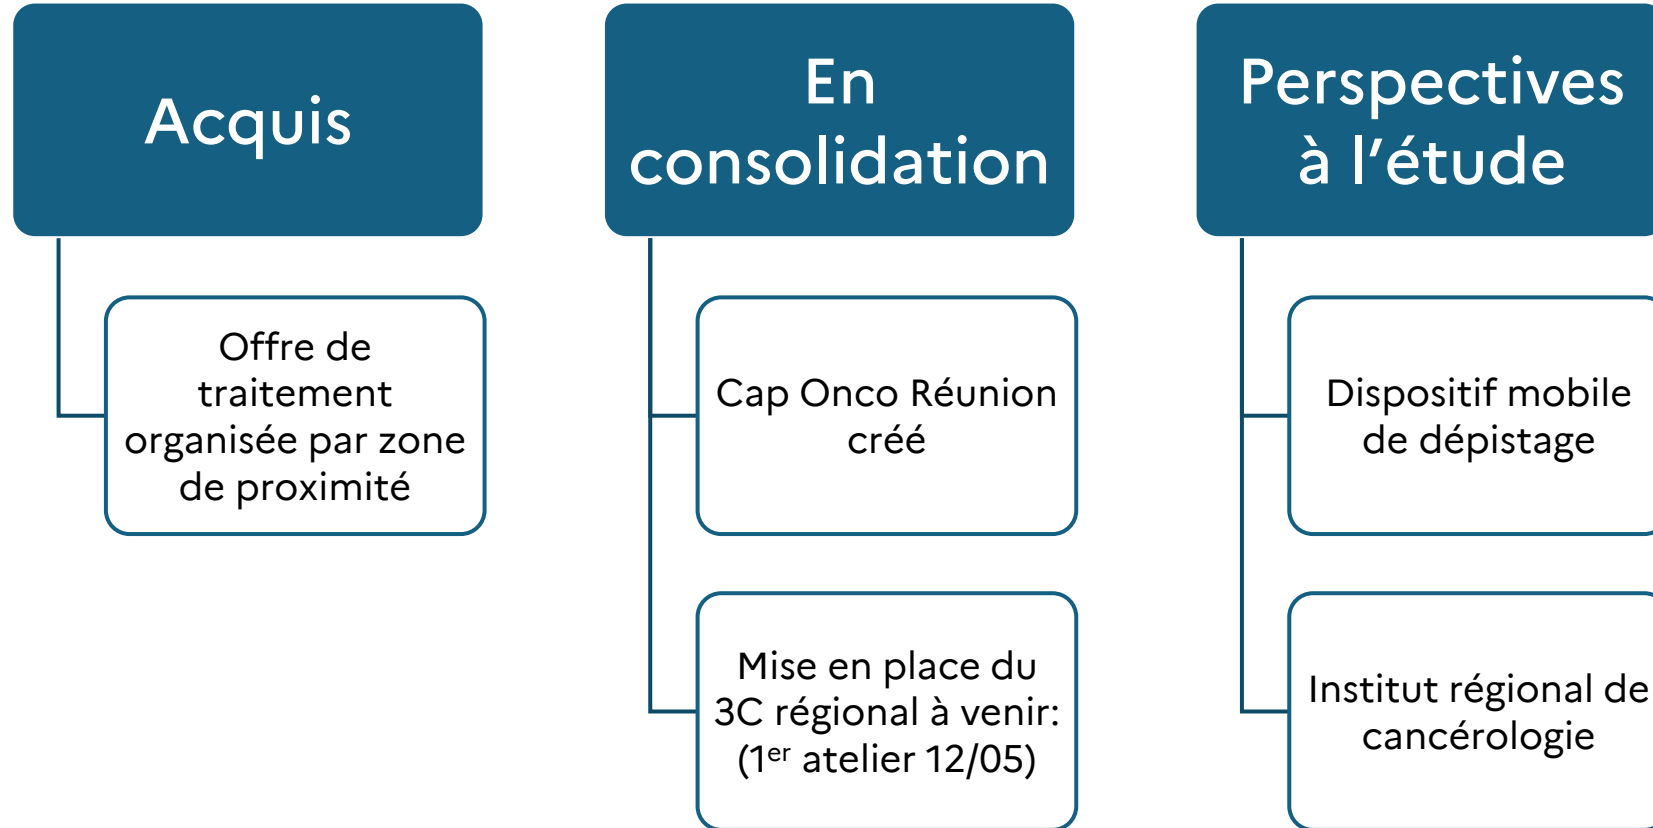 Acquis
Offre de
traitement
organisée par zone
de proximité
En
consolidation
Cap Onco Réunion
créé
Mise en place du
3C régional à venir:
(1er atelier 12/05)
Perspectives
à l’étude
Dispositif mobile
de dépistage
Institut régional de
cancérologie